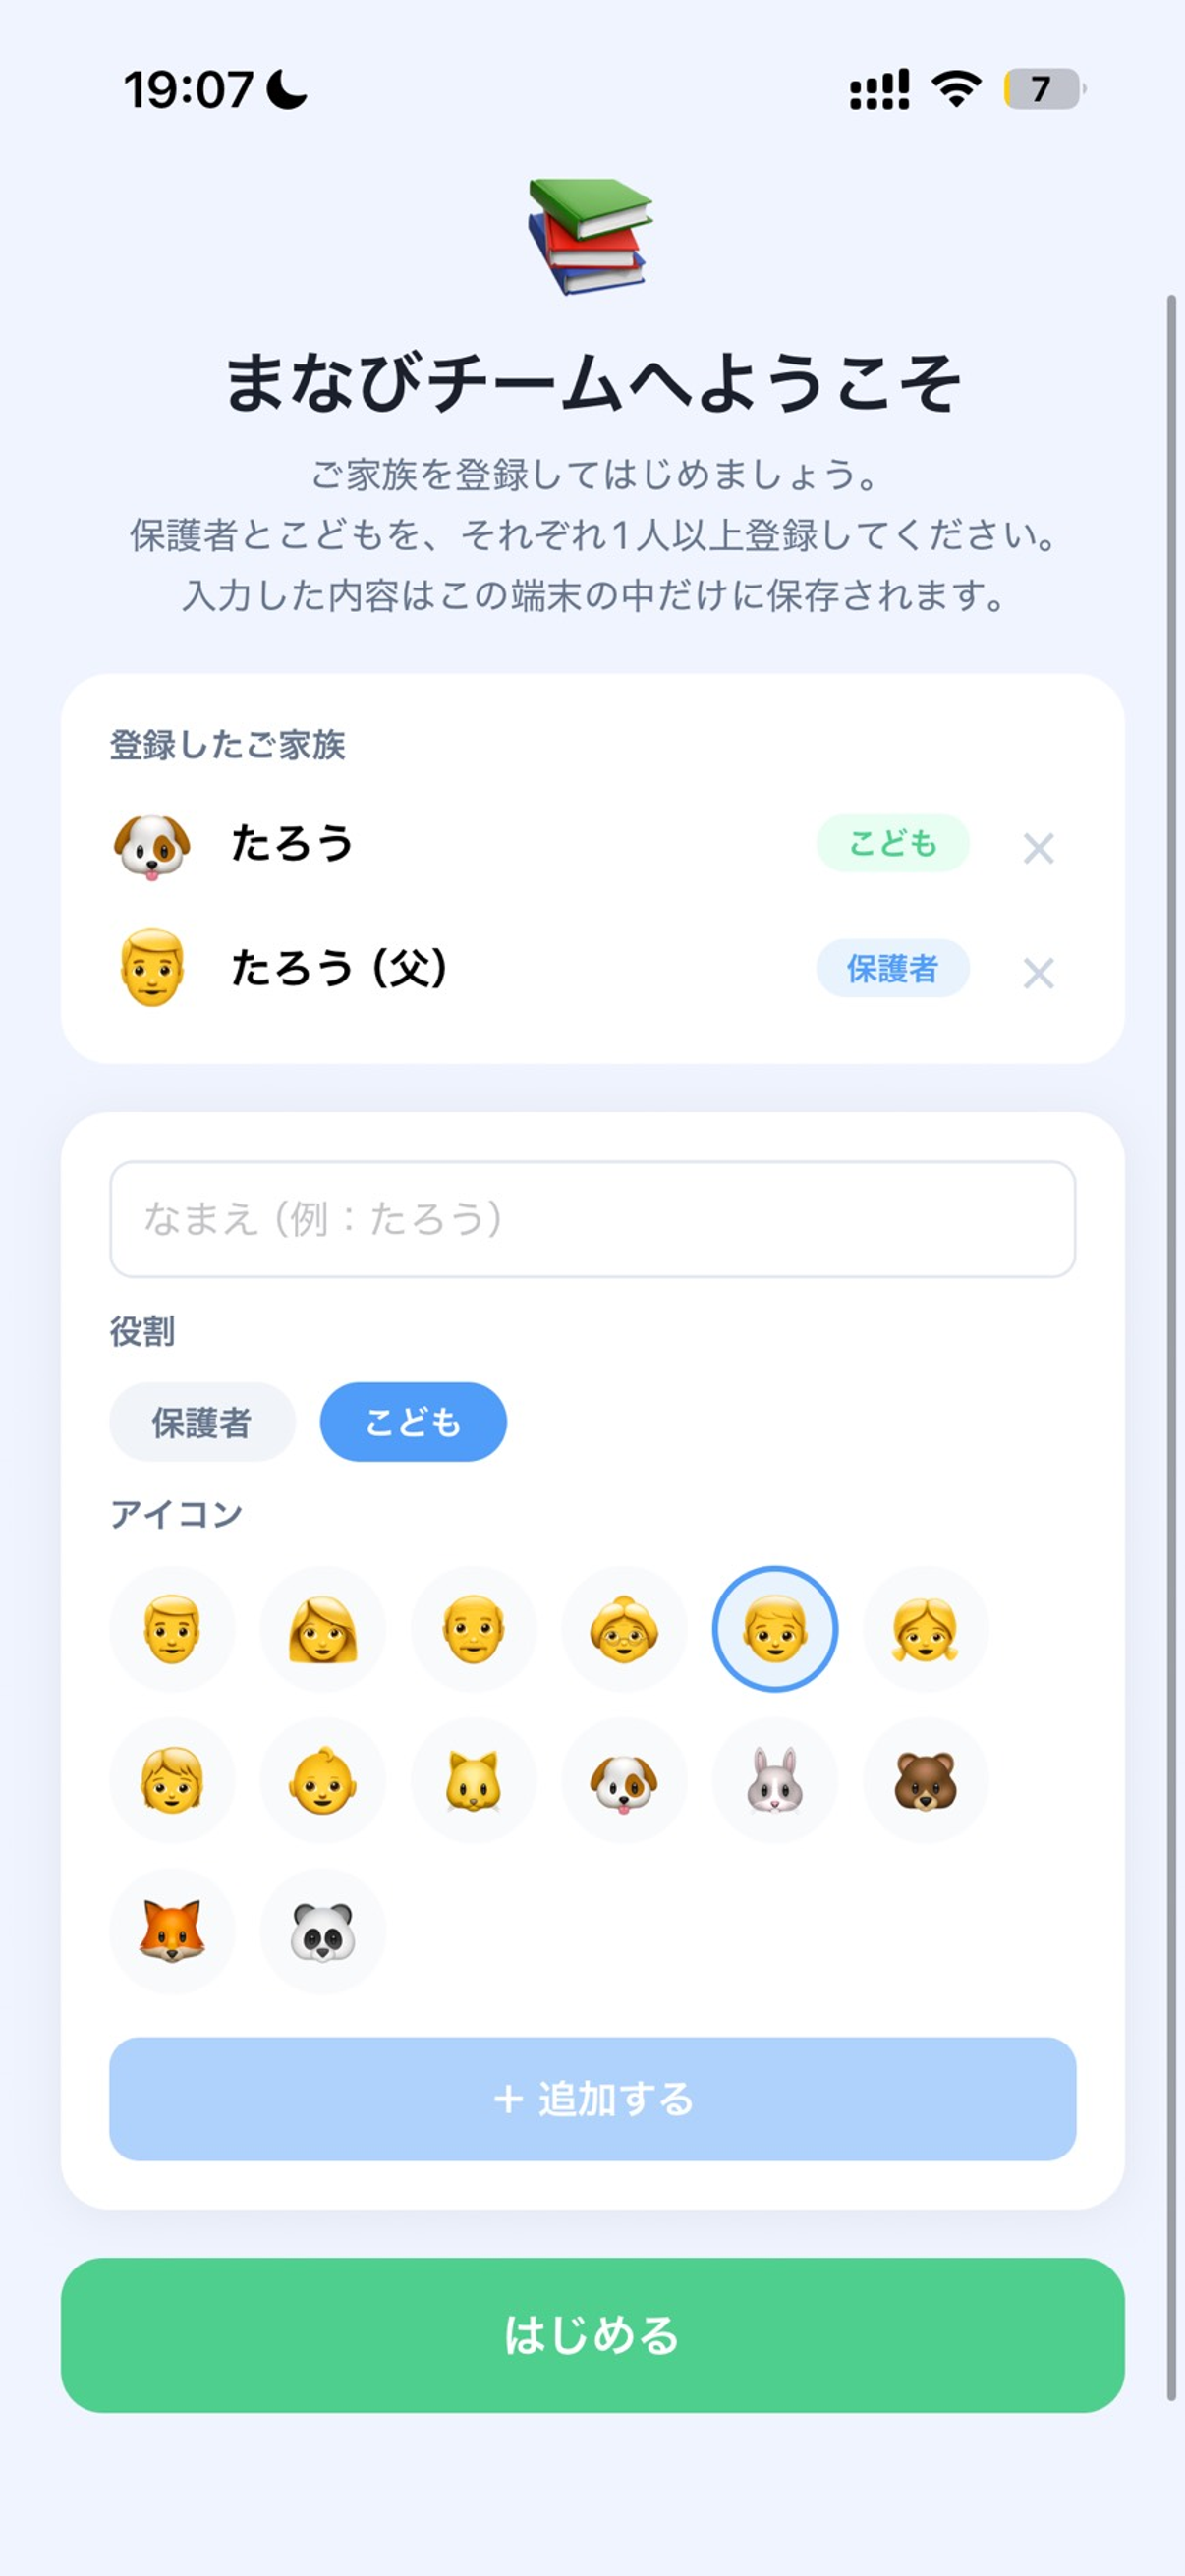 19:07
7
まなびチームへようこそ
ご家族を登録してはじめましょう。
保護者とこどもを、それぞれ1人以上登録してください。
入力した内容はこの端末の中だけに保存されます。
登録したご家族
たろう こども ×
たろう（父） 保護者 ×
なまえ（例：たろう）
役割
保護者 こども
アイコン
＋ 追加する
はじめる